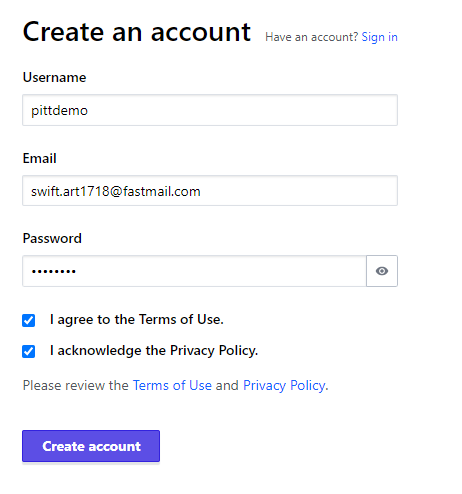 Create an account Have an account? Sign in
Username
pittdemo
Email
swift.art1718@fastmail.com
Password
••••••••
I agree to the Terms of Use.
I acknowledge the Privacy Policy.
Please review the Terms of Use and Privacy Policy.
Create account